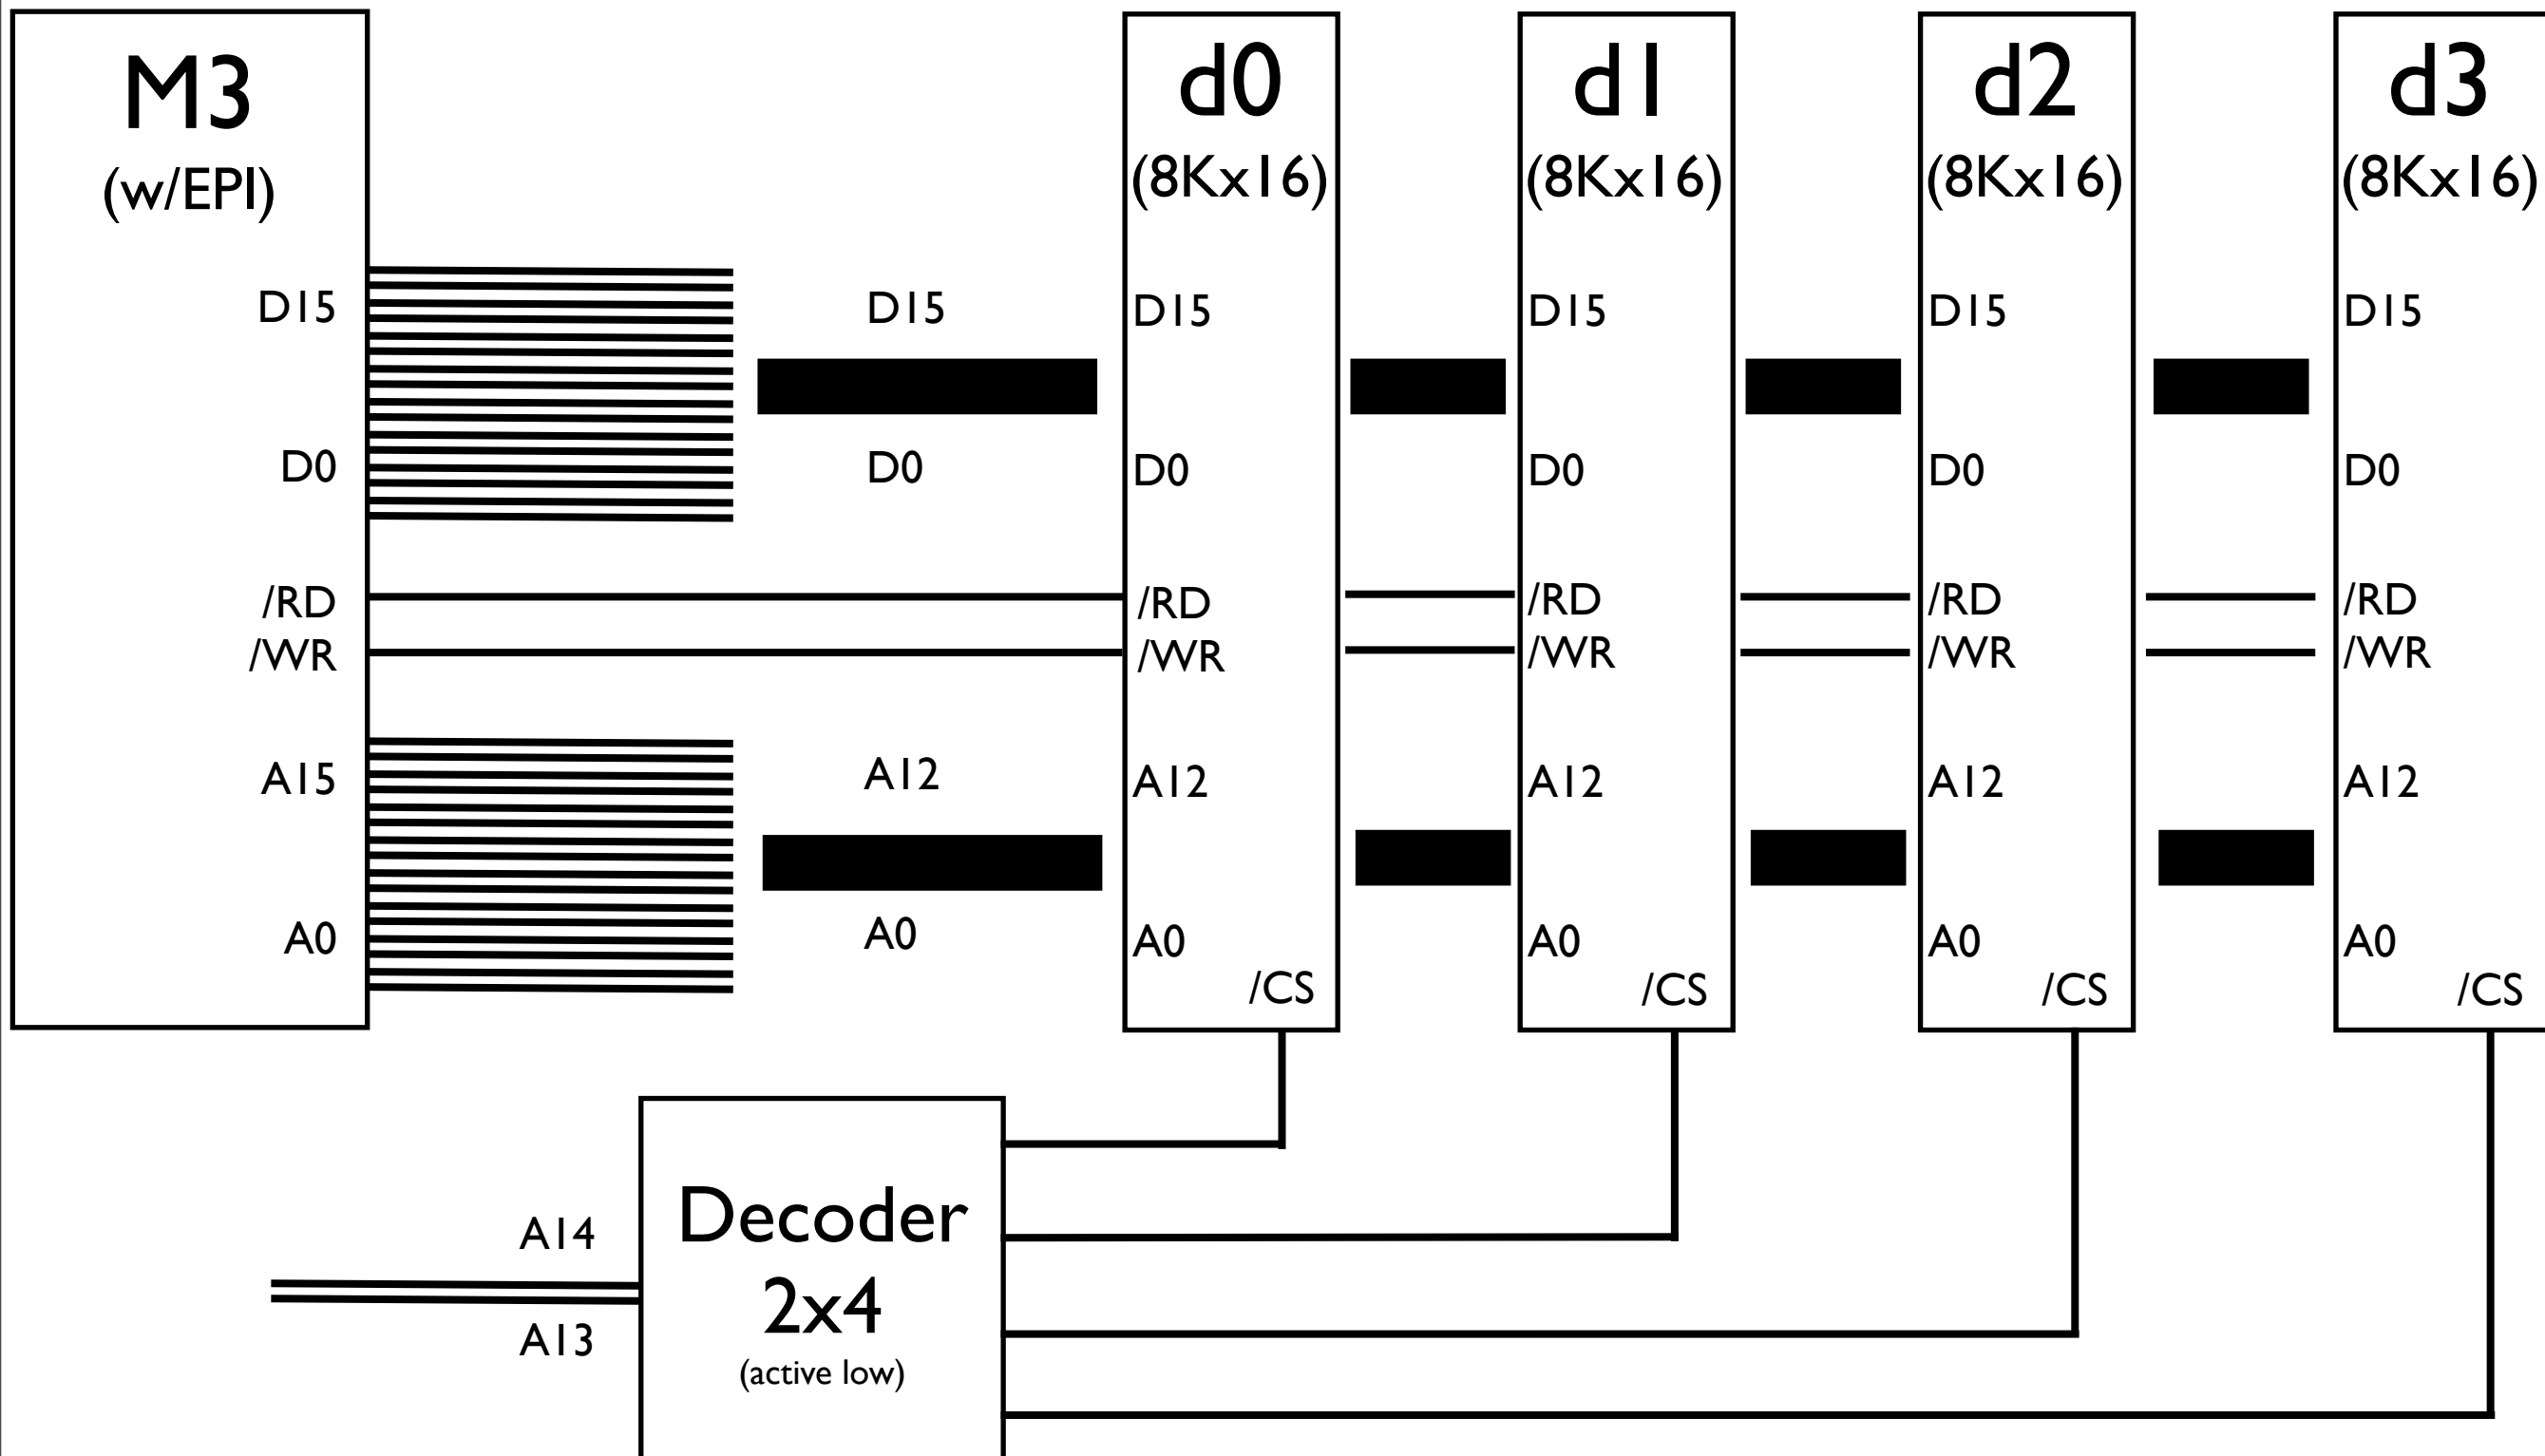 M3
(w/EPI)
D15
D0
/RD
/WR
A15
A0
D15
D0
A12
A0
d0
(8Kx16)
D15
D0
/RD
/WR
A12
A0
/CS
d1
(8Kx16)
D15
D0
/RD
/WR
A12
A0
/CS
d2
(8Kx16)
D15
D0
/RD
/WR
A12
A0
/CS
d3
(8Kx16)
D15
D0
/RD
/WR
A12
A0
/CS
A14
A13
Decoder
2x4
(active low)